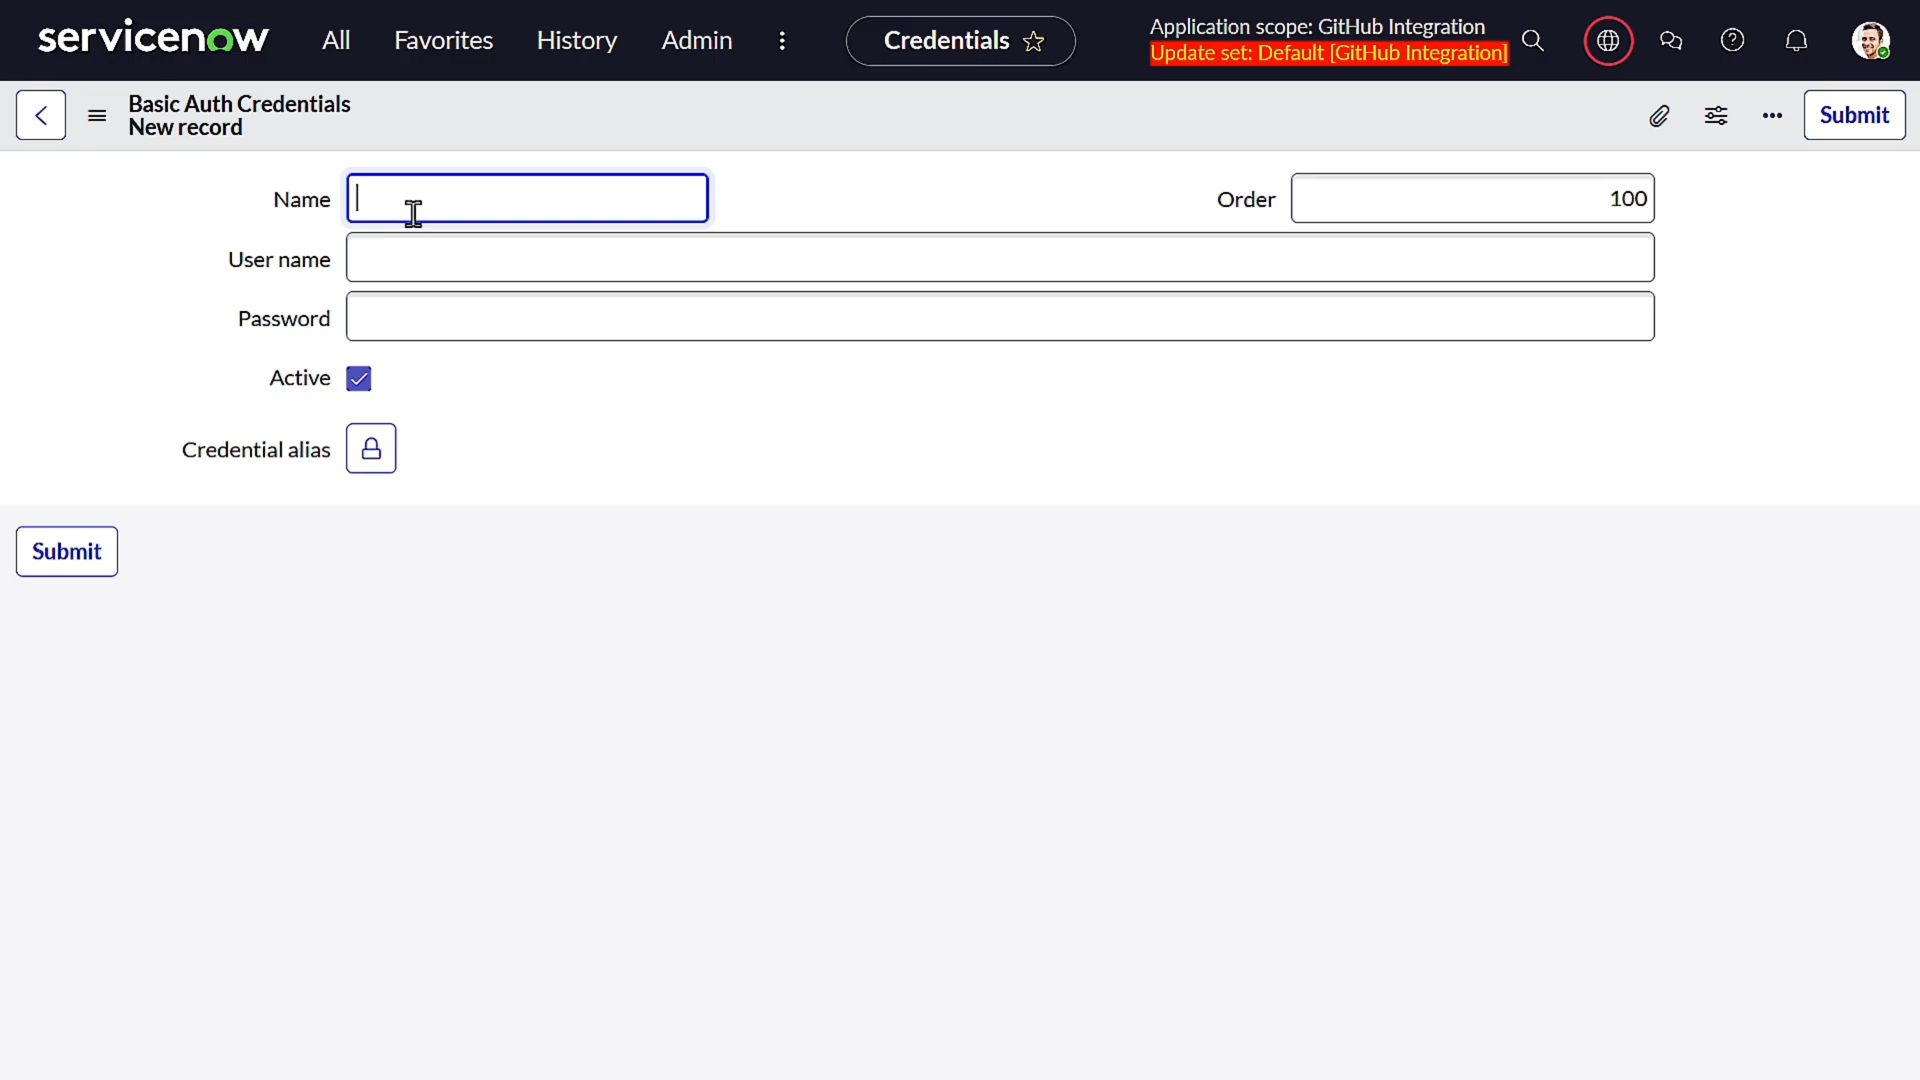 servicenow
All
Favorites
History
Admin
Credentials
Application scope: GitHub Integration
Update set: Default [GitHub Integration]
Basic Auth Credentials
New record
Submit
Name
Order
100
User name
Password
Active
Credential alias
Submit